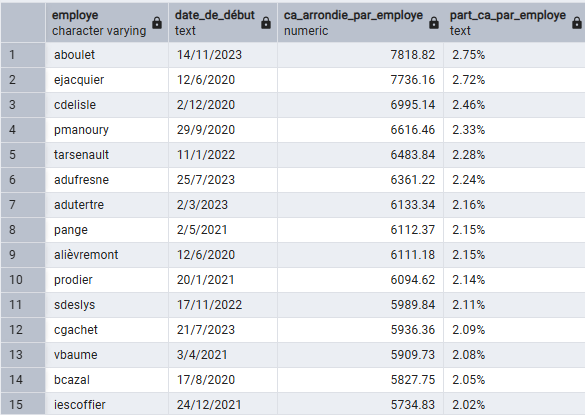 employe date_de_début ca_arrondie_par_employe part_ca_par_employe
character varying text numeric text
1 aboulet 14/11/2023 7818.82 2.75%
2 ejacquier 12/6/2020 7736.16 2.72%
3 cdelisle 2/12/2020 6995.14 2.46%
4 pmanoury 29/9/2020 6616.46 2.33%
5 tarsenault 11/1/2022 6483.84 2.28%
6 adufresne 25/7/2023 6361.22 2.24%
7 adutertre 2/3/2023 6133.34 2.16%
8 pange 2/5/2021 6112.37 2.15%
9 alièvremont 12/6/2020 6111.18 2.15%
10 prodier 20/1/2021 6094.62 2.14%
11 sdeslys 17/11/2022 5989.84 2.11%
12 cgachet 21/7/2023 5936.36 2.09%
13 vbaume 3/4/2021 5909.73 2.08%
14 bcazal 17/8/2020 5827.75 2.05%
15 iescoffier 24/12/2021 5734.83 2.02%